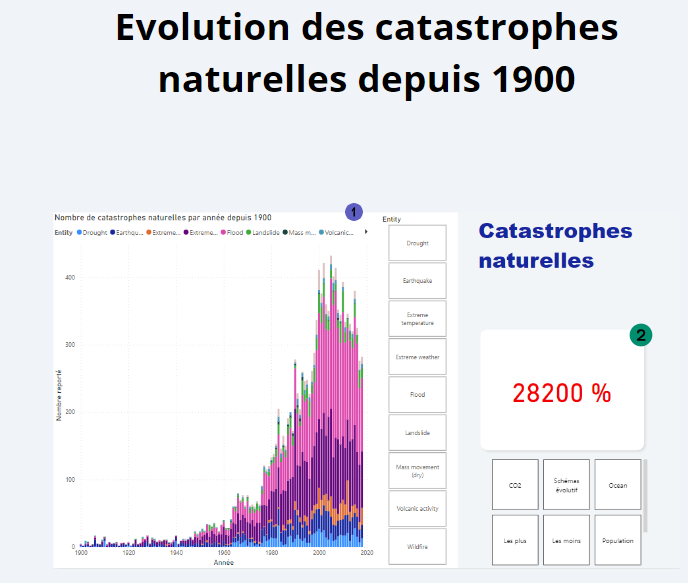 Evolution des catastrophes
naturelles depuis 1900
1
Nombre de catastrophes naturelles par année depuis 1900
Entity Drought Earthqu... Extreme... Extreme... Flood Landslide Mass m... Volcanic...
Nombre reporté
400
300
200
100
0
1900 1920 1940 1960 1980 2000 2020
Année
Entity
Drought
Earthquake
Extreme
temperature
Extreme weather
Flood
Landslide
Mass movement
(dry)
Volcanic activity
Wildfire
Catastrophes
naturelles
2
28200 %
CO2
Schémas
évolutif
Ocean
Les plus
Les moins
Population